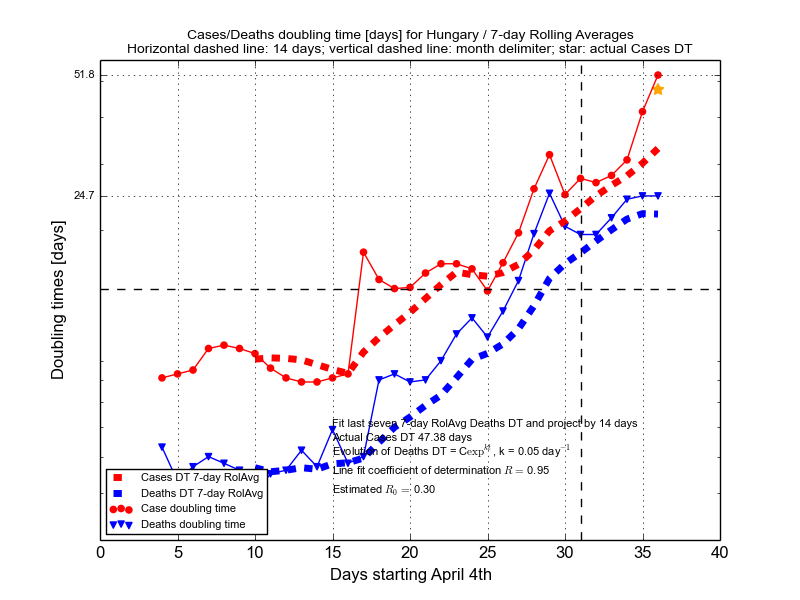 Cases/Deaths doubling time [days] for Hungary / 7-day Rolling Averages
Horizontal dashed line: 14 days; vertical dashed line: month delimiter; star: actual Cases DT
51.8
24.7
Doubling times [days]
Fit last seven 7-day RolAvg Deaths DT and project by 14 days
Actual Cases DT 47.38 days
Evolution of Deaths DT = Cexp^kt, k = 0.05 day^-1
Line fit coefficient of determination R = 0.95
Estimated R_0 = 0.30
Cases DT 7-day RolAvg
Deaths DT 7-day RolAvg
Case doubling time
Deaths doubling time
0 5 10 15 20 25 30 35 40
Days starting April 4th